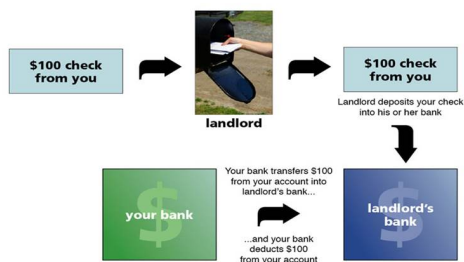 $100 check
from you
landlord
$100 check
from you
Landlord deposits your check
into his or her bank
$
your bank
Your bank transfers $100
from your account into
landlord's bank...
...and your bank
deducts $100
from your account
$
landlord's
bank